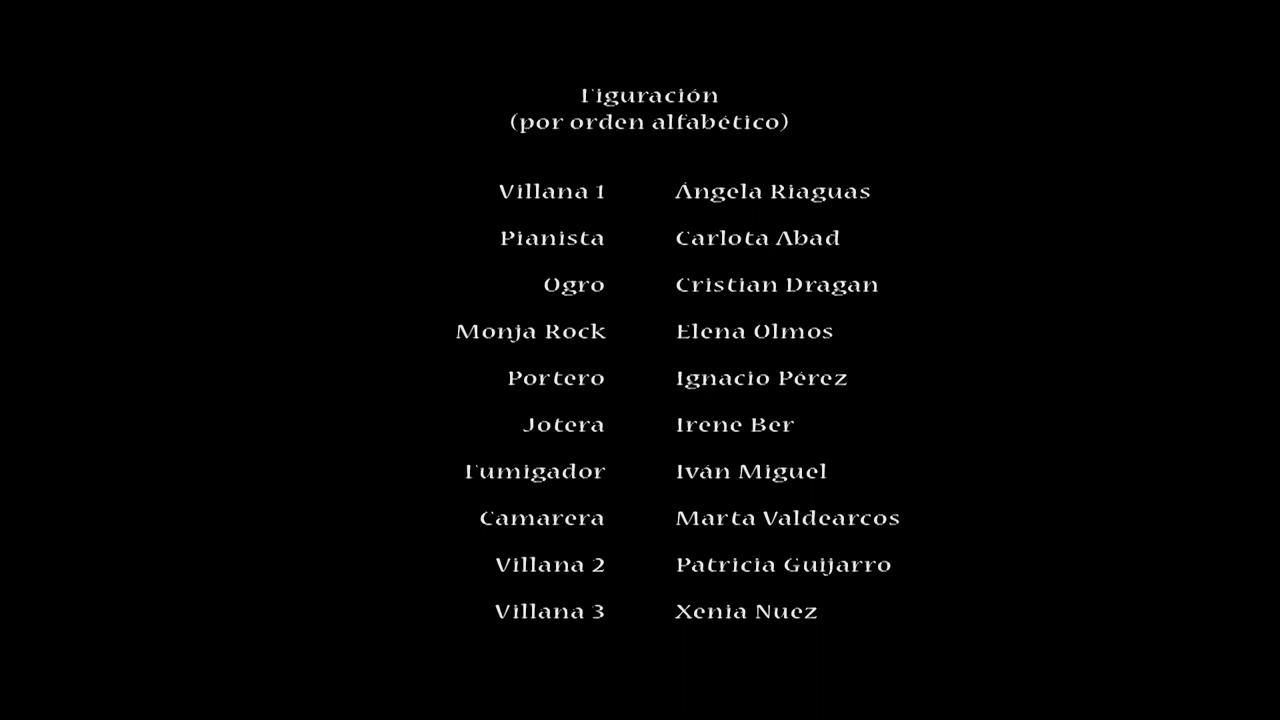 Figuración
(por orden alfabético)
Villana 1 Ángela Riaguas
Pianista Carlota Abad
Ogro Cristian Dragan
Monja Rock Elena Olmos
Portero Ignacio Pérez
Jotera Irene Ber
Fumigador Iván Miguel
Camarera Marta Valdearcos
Villana 2 Patricia Guijarro
Villana 3 Xenia Nuez